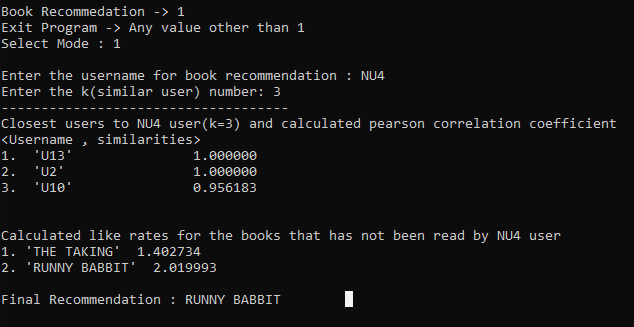 Book Recommedation -> 1
Exit Program -> Any value other than 1
Select Mode : 1
Enter the username for book recommendation : NU4
Enter the k(similar user) number: 3
------------------------------------
Closest users to NU4 user(k=3) and calculated pearson correlation coefficient
<Username , similarities>
1. 'U13' 1.000000
2. 'U2' 1.000000
3. 'U10' 0.956183
Calculated like rates for the books that has not been read by NU4 user
1. 'THE TAKING' 1.402734
2. 'RUNNY BABBIT' 2.019993
Final Recommendation : RUNNY BABBIT